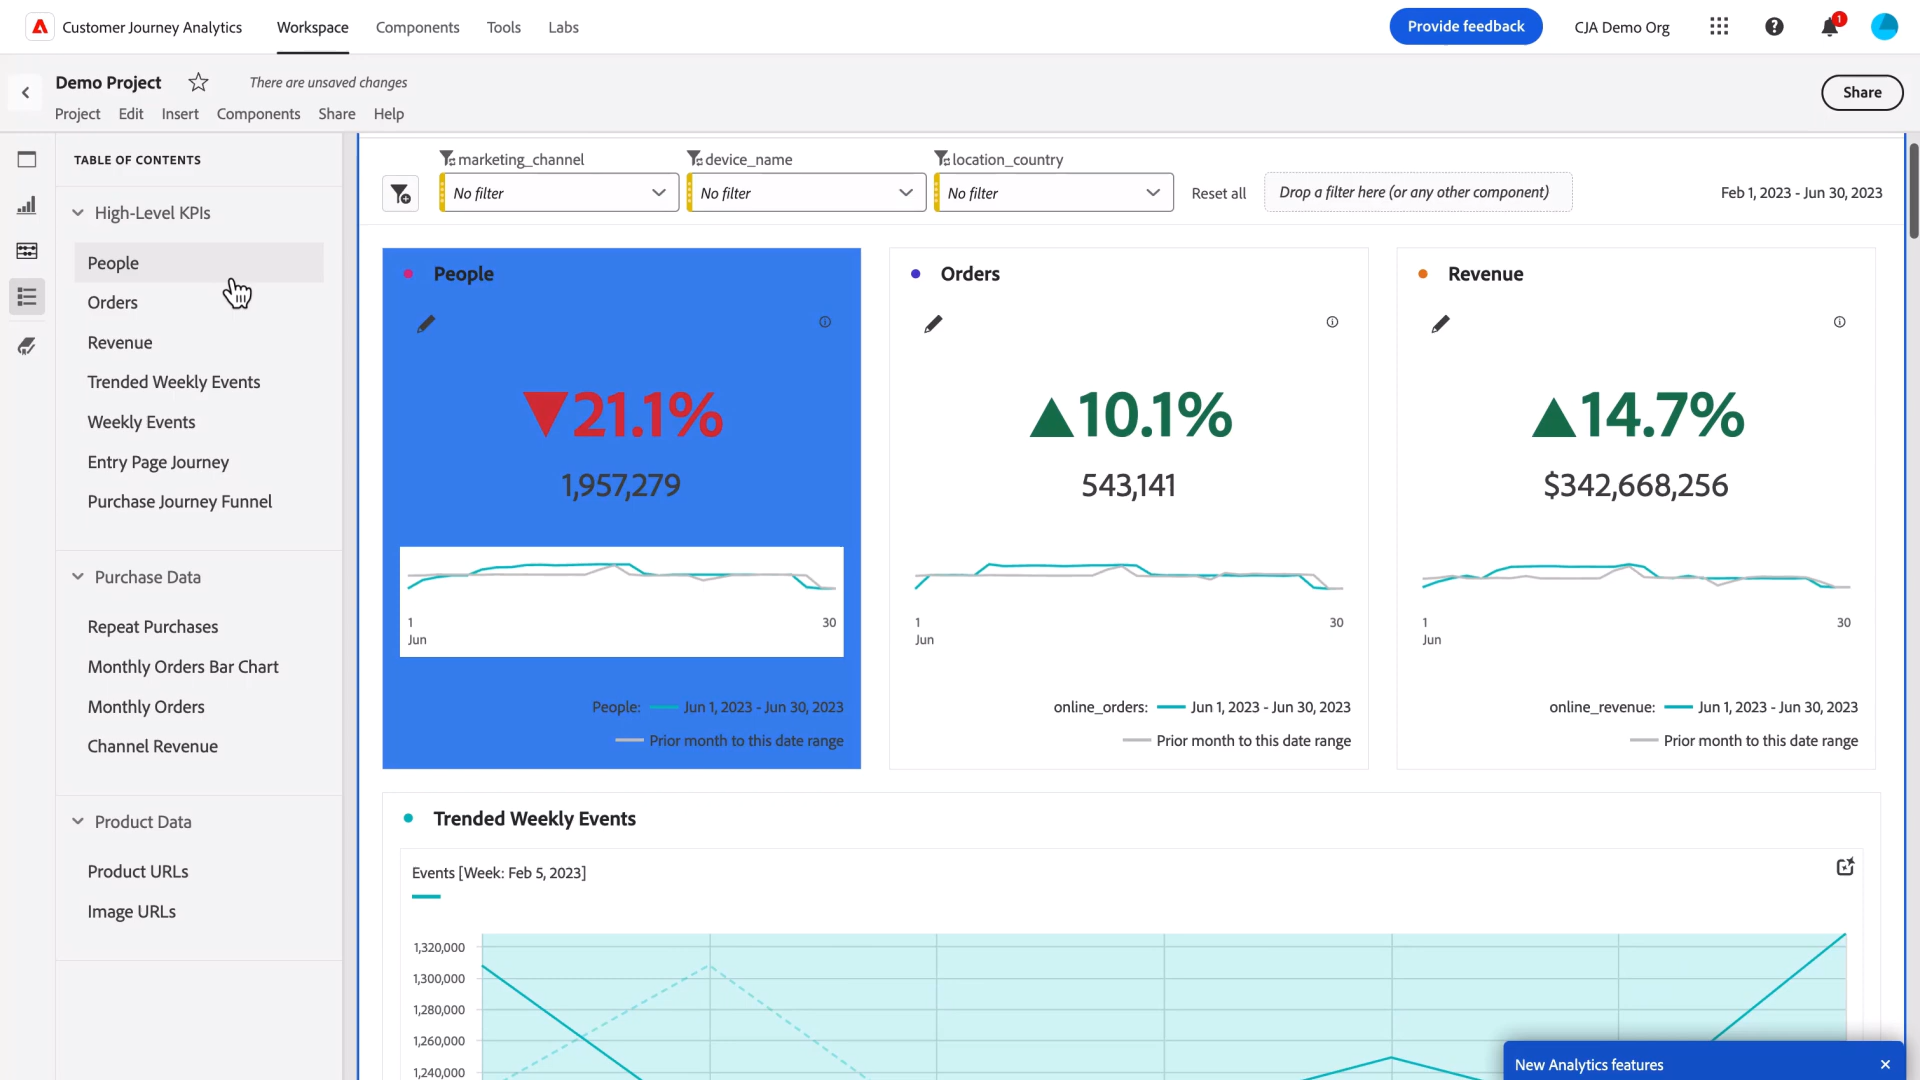 Customer Journey Analytics
Workspace
Components
Tools
Labs
Provide feedback
CJA Demo Org
1
Demo Project
There are unsaved changes
Project
Edit
Insert
Components
Share
Help
Share
TABLE OF CONTENTS
High-Level KPIs
People
Orders
Revenue
Trended Weekly Events
Weekly Events
Entry Page Journey
Purchase Journey Funnel
Purchase Data
Repeat Purchases
Monthly Orders Bar Chart
Monthly Orders
Channel Revenue
Product Data
Product URLs
Image URLs
marketing_channel
No filter
device_name
No filter
location_country
No filter
Reset all
Drop a filter here (or any other component)
Feb 1, 2023 - Jun 30, 2023
People
▼21.1%
1,957,279
1
30
Jun
People:
Jun 1, 2023 - Jun 30, 2023
Prior month to this date range
Orders
▲10.1%
543,141
1
30
Jun
online_orders:
Jun 1, 2023 - Jun 30, 2023
Prior month to this date range
Revenue
▲14.7%
$342,668,256
1
30
Jun
online_revenue:
Jun 1, 2023 - Jun 30, 2023
Prior month to this date range
Trended Weekly Events
Events [Week: Feb 5, 2023]
1,320,000
1,300,000
1,280,000
1,260,000
1,240,000
New Analytics features